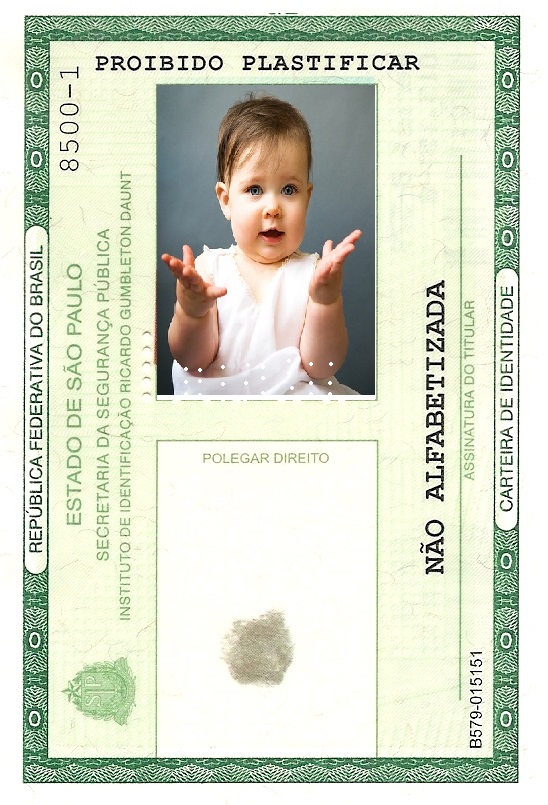 PROIBIDO PLASTIFICAR
8500-1
REPÚBLICA FEDERATIVA DO BRASIL
ESTADO DE SÃO PAULO
SECRETARIA DA SEGURANÇA PÚBLICA
INSTITUTO DE IDENTIFICAÇÃO RICARDO GUMBLETON DAUNT
POLEGAR DIREITO
NÃO ALFABETIZADA
ASSINATURA DO TITULAR
B579-015151
CARTEIRA DE IDENTIDADE